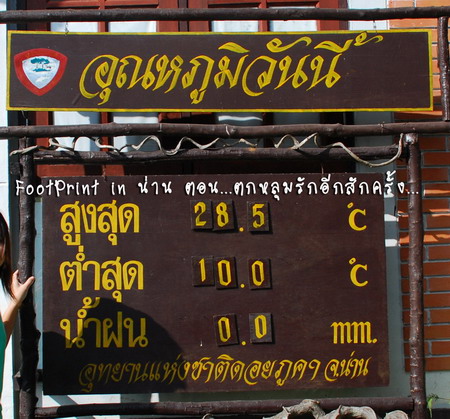 อุณหภูมิวันนี้
FootPrint in น่าน ตอน...ตกหลุมรักอีกสักครั้ง...
สูงสุด 28.5 °C
ต่ำสุด 10.0 °C
น้ำฝน 0.0 mm.
อุทยานแห่งชาติดอยภูคา จ.น่าน